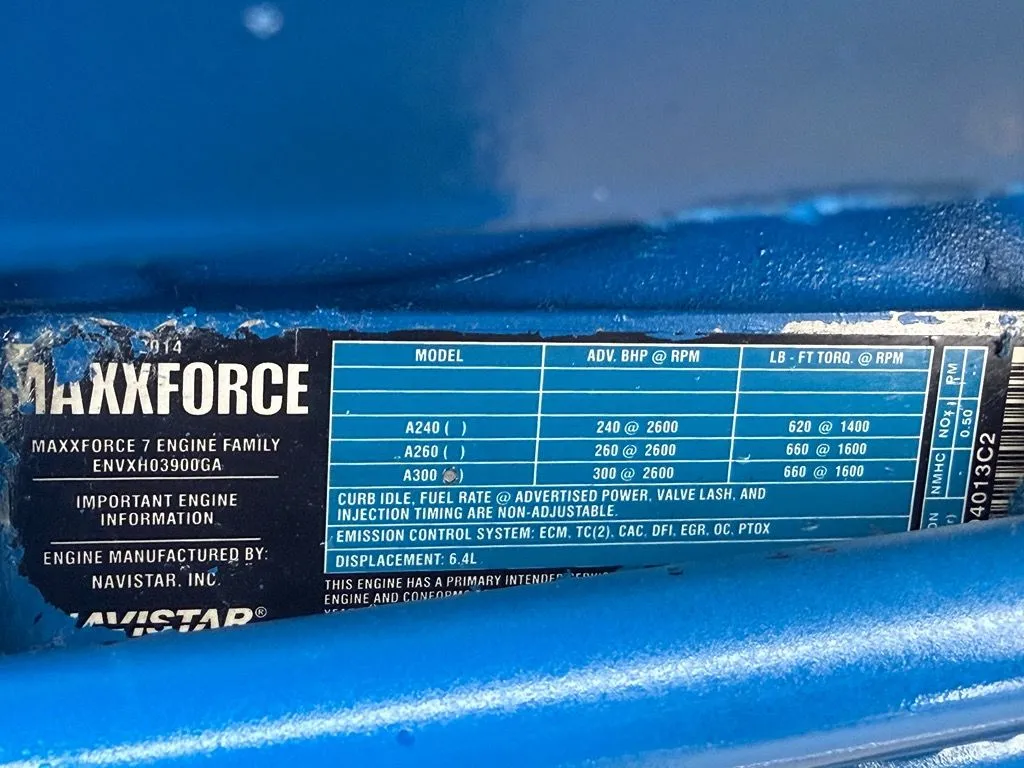 MAXXFORCE
MAXXFORCE 7 ENGINE FAMILY
ENVXH03900GA
IMPORTANT ENGINE
INFORMATION
ENGINE MANUFACTURED BY:
NAVISTAR, INC.
NAVISTAR®
MODEL ADV. BHP @ RPM LB - FT TORQ. @ RPM
A240 ( ) 240 @ 2600 620 @ 1400
A260 ( ) 260 @ 2600 660 @ 1600
A300 ( ) 300 @ 2600 660 @ 1600
CURB IDLE, FUEL RATE @ ADVERTISED POWER, VALVE LASH, AND
INJECTION TIMING ARE NON-ADJUSTABLE.
EMISSION CONTROL SYSTEM: ECM, TC(2), CAC, DFI, EGR, OC, PTOX
DISPLACEMENT: 6.4L
THIS ENGINE HAS A PRIMARY INTENDED
ENGINE AND
NMHC NOx PM
- 0.50 -
4013C2